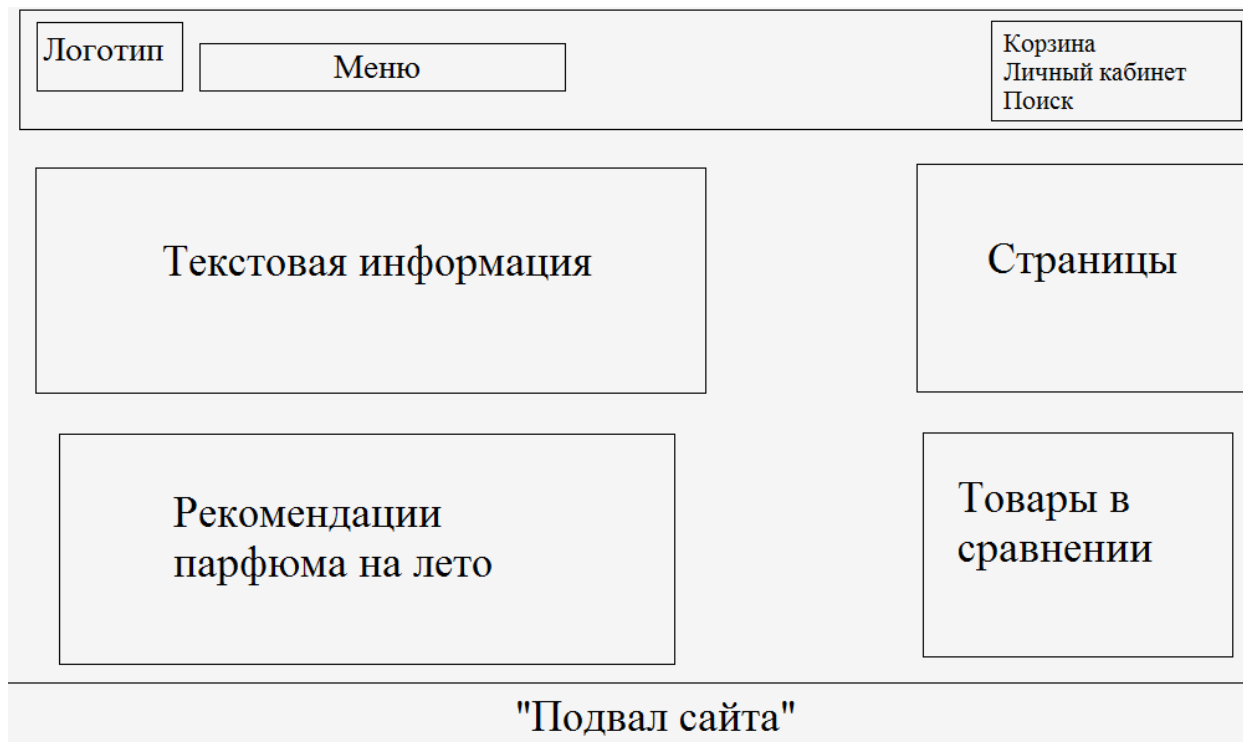 Логотип
Меню
Корзина
Личный кабинет
Поиск
Текстовая информация
Страницы
Рекомендации
парфюма на лето
Товары в
сравнении
"Подвал сайта"